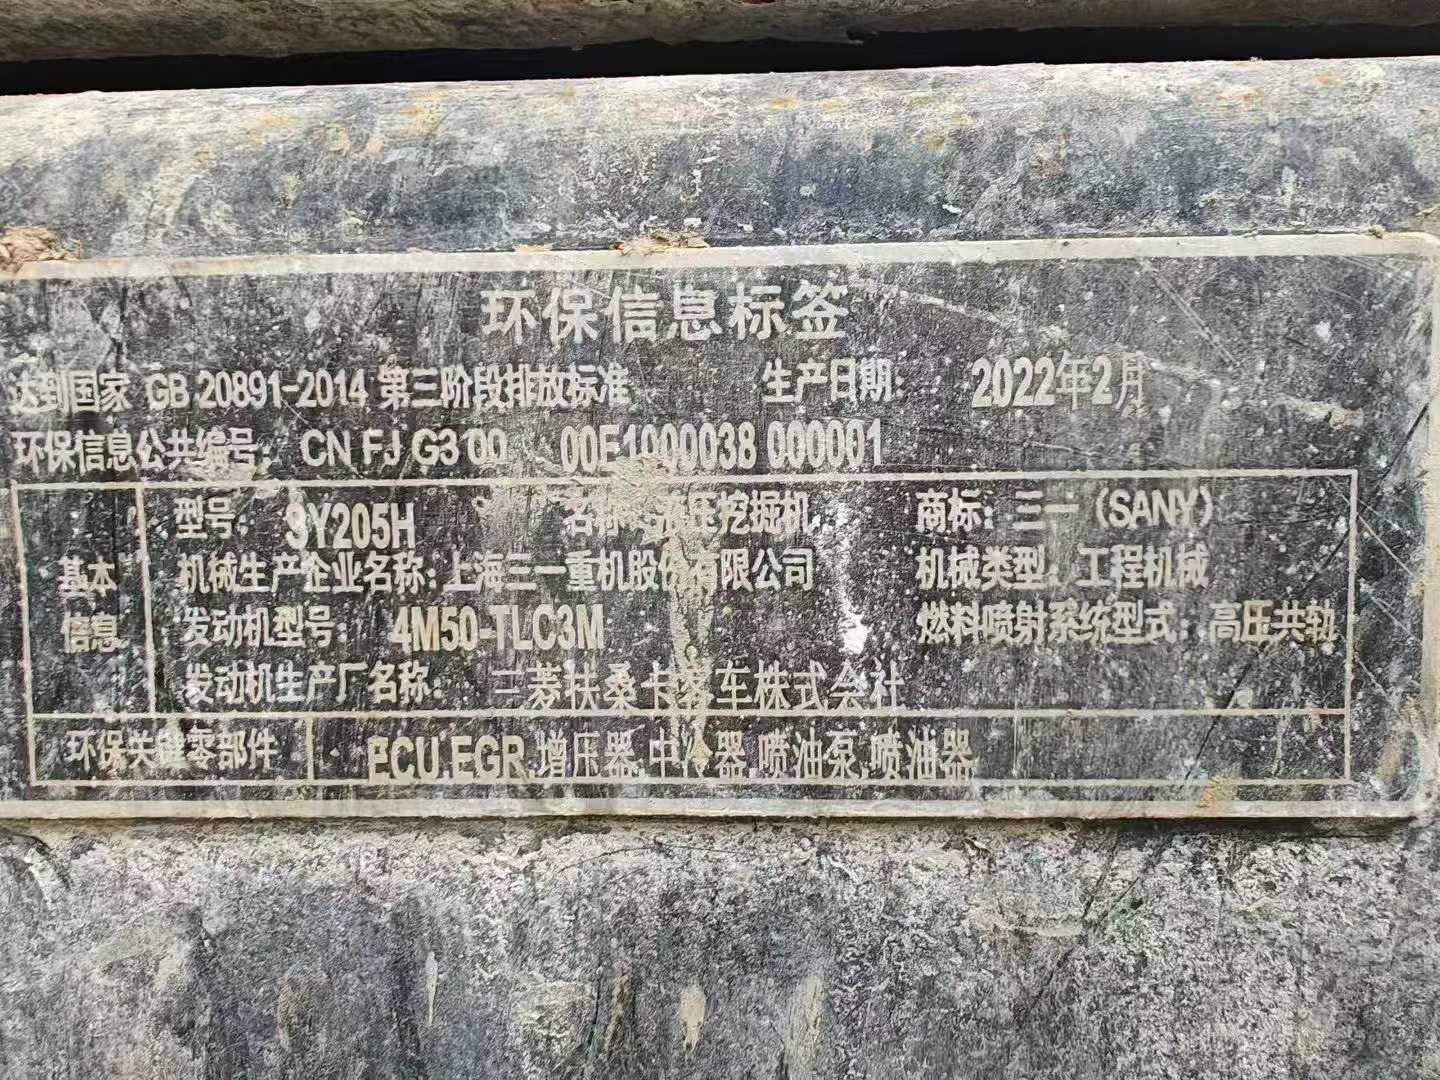 环保信息标签
达到国家 GB 20891-2014 第三阶段排放标准 生产日期： 2022年2月
环保信息公共编号： CN FJ G3 00 00E1000038 000001
型号： SY205H 名称：液压挖掘机 商标：三一（SANY）
基本信息
机械生产企业名称：上海三一重机股份有限公司 机械类型：工程机械
发动机型号： 4M50-TLC3M 燃料喷射系统型式：高压共轨
发动机生产厂名称： 三菱扶桑卡客车株式会社
环保关键零部件 ECU,EGR,增压器,中冷器,喷油泵,喷油器